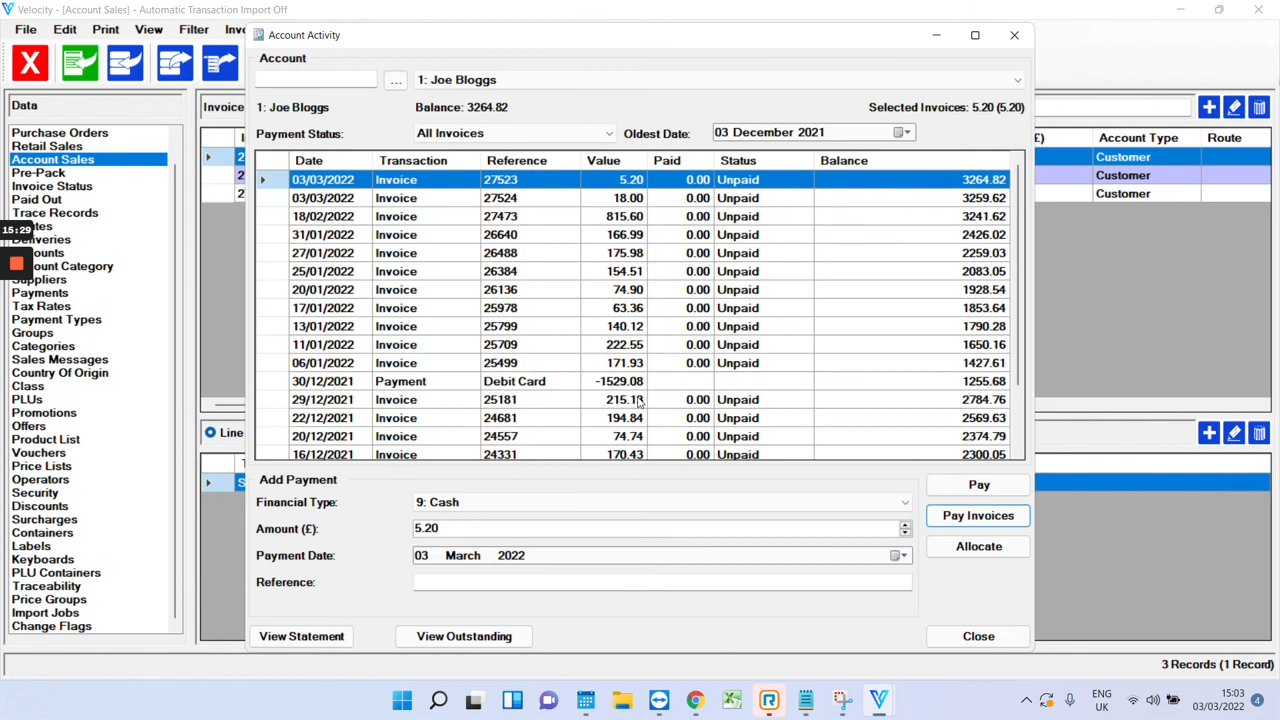 Velocity - [Account Sales] - Automatic Transaction Import Off
File Edit Print View Filter
Account Activity
Account
... 1: Joe Bloggs
1: Joe Bloggs Balance: 3264.82 Selected Invoices: 5.20 (5.20)
Payment Status: All Invoices Oldest Date: 03 December 2021
Date Transaction Reference Value Paid Status Balance
03/03/2022 Invoice 27523 5.20 0.00 Unpaid 3264.82
03/03/2022 Invoice 27524 18.00 0.00 Unpaid 3259.62
18/02/2022 Invoice 27473 815.60 0.00 Unpaid 3241.62
31/01/2022 Invoice 26640 166.99 0.00 Unpaid 2426.02
27/01/2022 Invoice 26488 175.98 0.00 Unpaid 2259.03
25/01/2022 Invoice 26384 154.51 0.00 Unpaid 2083.05
20/01/2022 Invoice 26136 74.90 0.00 Unpaid 1928.54
17/01/2022 Invoice 25978 63.36 0.00 Unpaid 1853.64
13/01/2022 Invoice 25799 140.12 0.00 Unpaid 1790.28
11/01/2022 Invoice 25709 222.55 0.00 Unpaid 1650.16
06/01/2022 Invoice 25499 171.93 0.00 Unpaid 1427.61
30/12/2021 Payment Debit Card -1529.08 1255.68
29/12/2021 Invoice 25181 215.13 0.00 Unpaid 2784.76
22/12/2021 Invoice 24681 194.84 0.00 Unpaid 2569.63
20/12/2021 Invoice 24557 74.74 0.00 Unpaid 2374.79
16/12/2021 Invoice 24331 170.43 0.00 Unpaid 2300.05
Add Payment
Financial Type: 9: Cash
Amount (£): 5.20
Payment Date: 03 March 2022
Reference:
Pay
Pay Invoices
Allocate
View Statement View Outstanding Close
Data
Purchase Orders
Retail Sales
Account Sales
Pre-Pack
Invoice Status
Paid Out
Trace Records
Payments
Tax Rates
Payment Types
Groups
Categories
Sales Messages
Country Of Origin
Class
PLUs
Promotions
Offers
Product List
Vouchers
Price Lists
Operators
Security
Discounts
Surcharges
Containers
Labels
Keyboards
PLU Containers
Traceability
Price Groups
Import Jobs
Change Flags
15:29
Invoice
Line
Account Type Route
Customer
Customer
Customer
3 Records (1 Record)
ENG
UK
15:03
03/03/2022
4